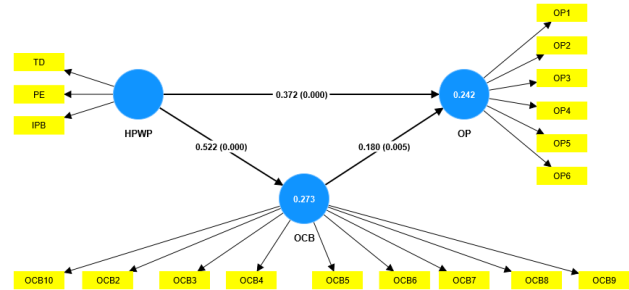 OP1
TD
OP2
PE
OP3
IPB
0.372 (0.000)
0.242
OP4
HPWP
OP
OP5
0.522 (0.000)
0.180 (0.005)
OP6
0.273
OCB
OCB10
OCB2
OCB3
OCB4
OCB5
OCB6
OCB7
OCB8
OCB9